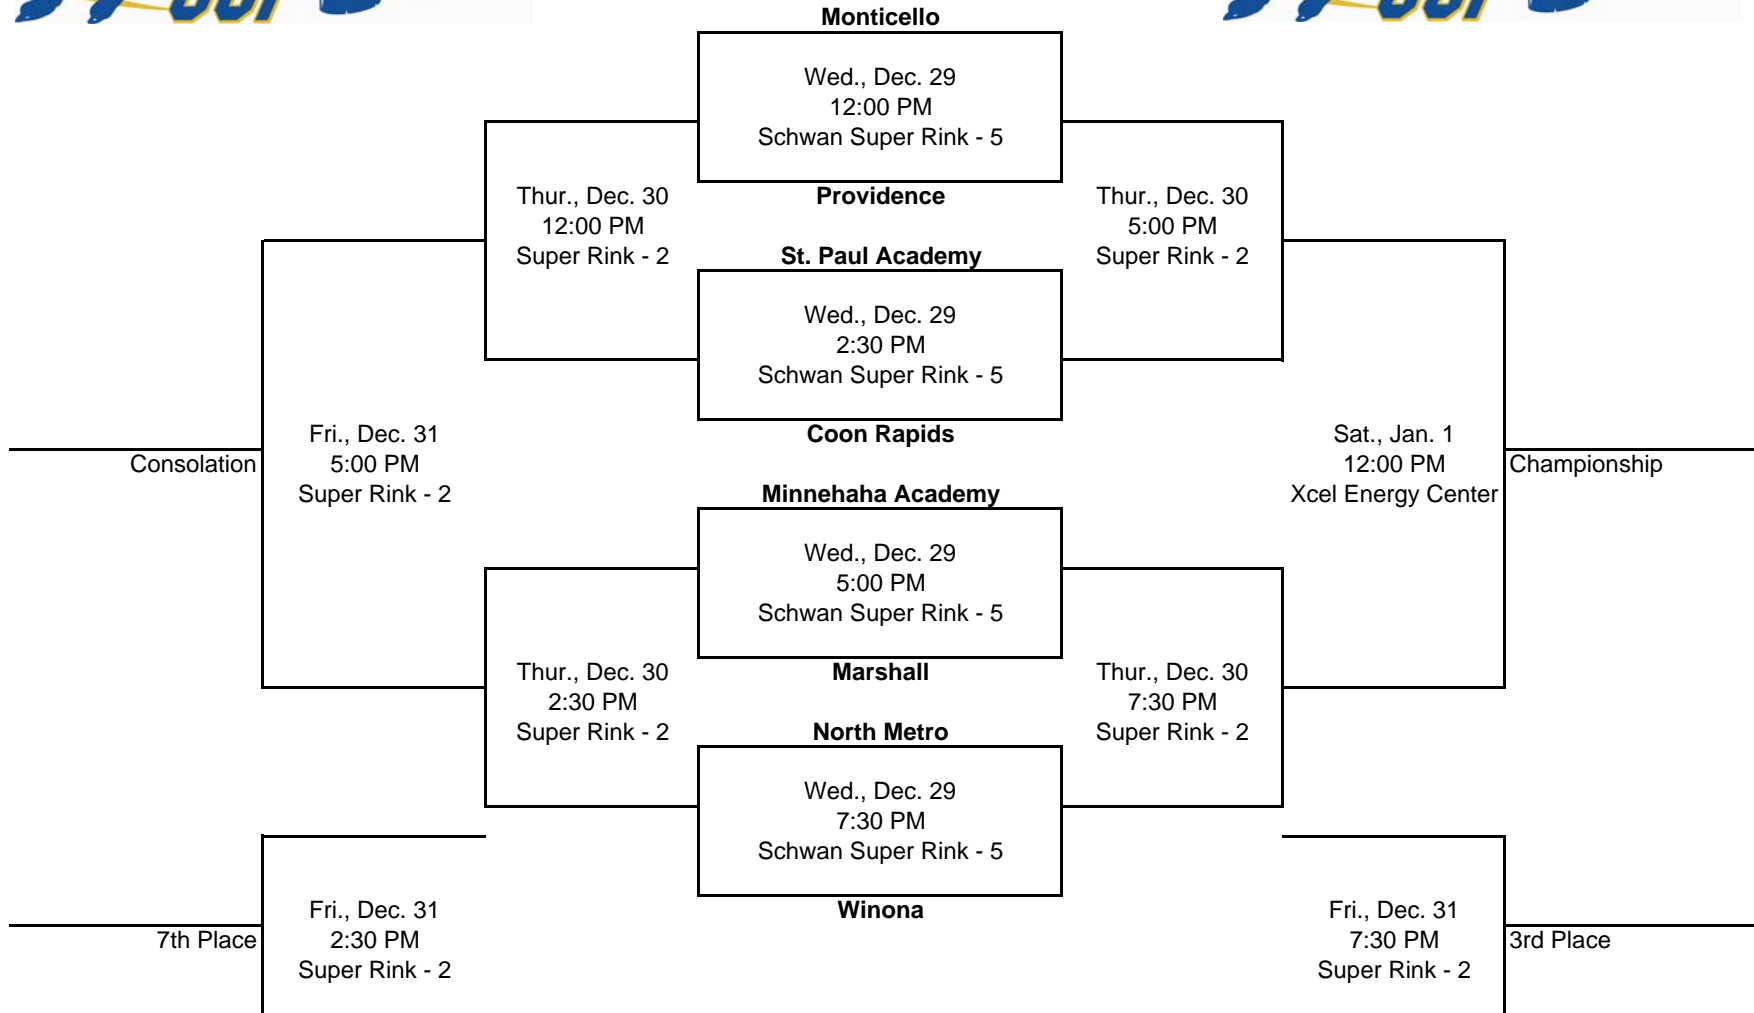 Monticello
Wed., Dec. 29
12:00 PM
Schwan Super Rink - 5
Thur., Dec. 30
12:00 PM
Super Rink - 2
Providence
Thur., Dec. 30
5:00 PM
Super Rink - 2
St. Paul Academy
Wed., Dec. 29
2:30 PM
Schwan Super Rink - 5
Coon Rapids
Consolation
Fri., Dec. 31
5:00 PM
Super Rink - 2
Sat., Jan. 1
12:00 PM
Xcel Energy Center
Championship
Minnehaha Academy
Wed., Dec. 29
5:00 PM
Schwan Super Rink - 5
Marshall
Thur., Dec. 30
2:30 PM
Super Rink - 2
Thur., Dec. 30
7:30 PM
Super Rink - 2
North Metro
Wed., Dec. 29
7:30 PM
Schwan Super Rink - 5
Winona
7th Place
Fri., Dec. 31
2:30 PM
Super Rink - 2
Fri., Dec. 31
7:30 PM
Super Rink - 2
3rd Place